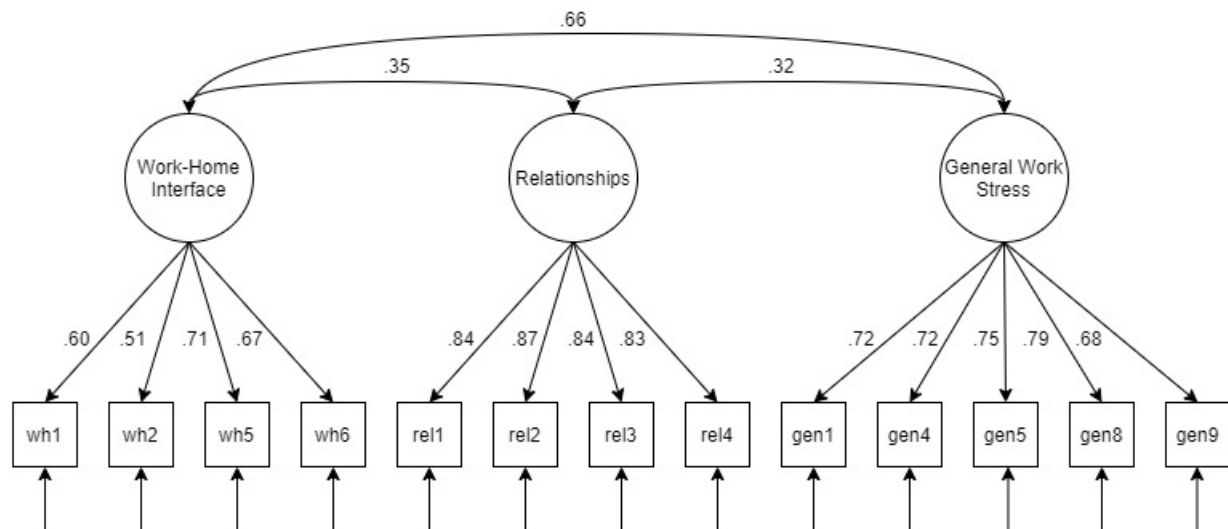 .66
.35
.32
Work-Home
Interface
Relationships
General Work
Stress
.60
.51
.71
.67
.84
.87
.84
.83
.72
.72
.75
.79
.68
wh1
wh2
wh5
wh6
rel1
rel2
rel3
rel4
gen1
gen4
gen5
gen8
gen9